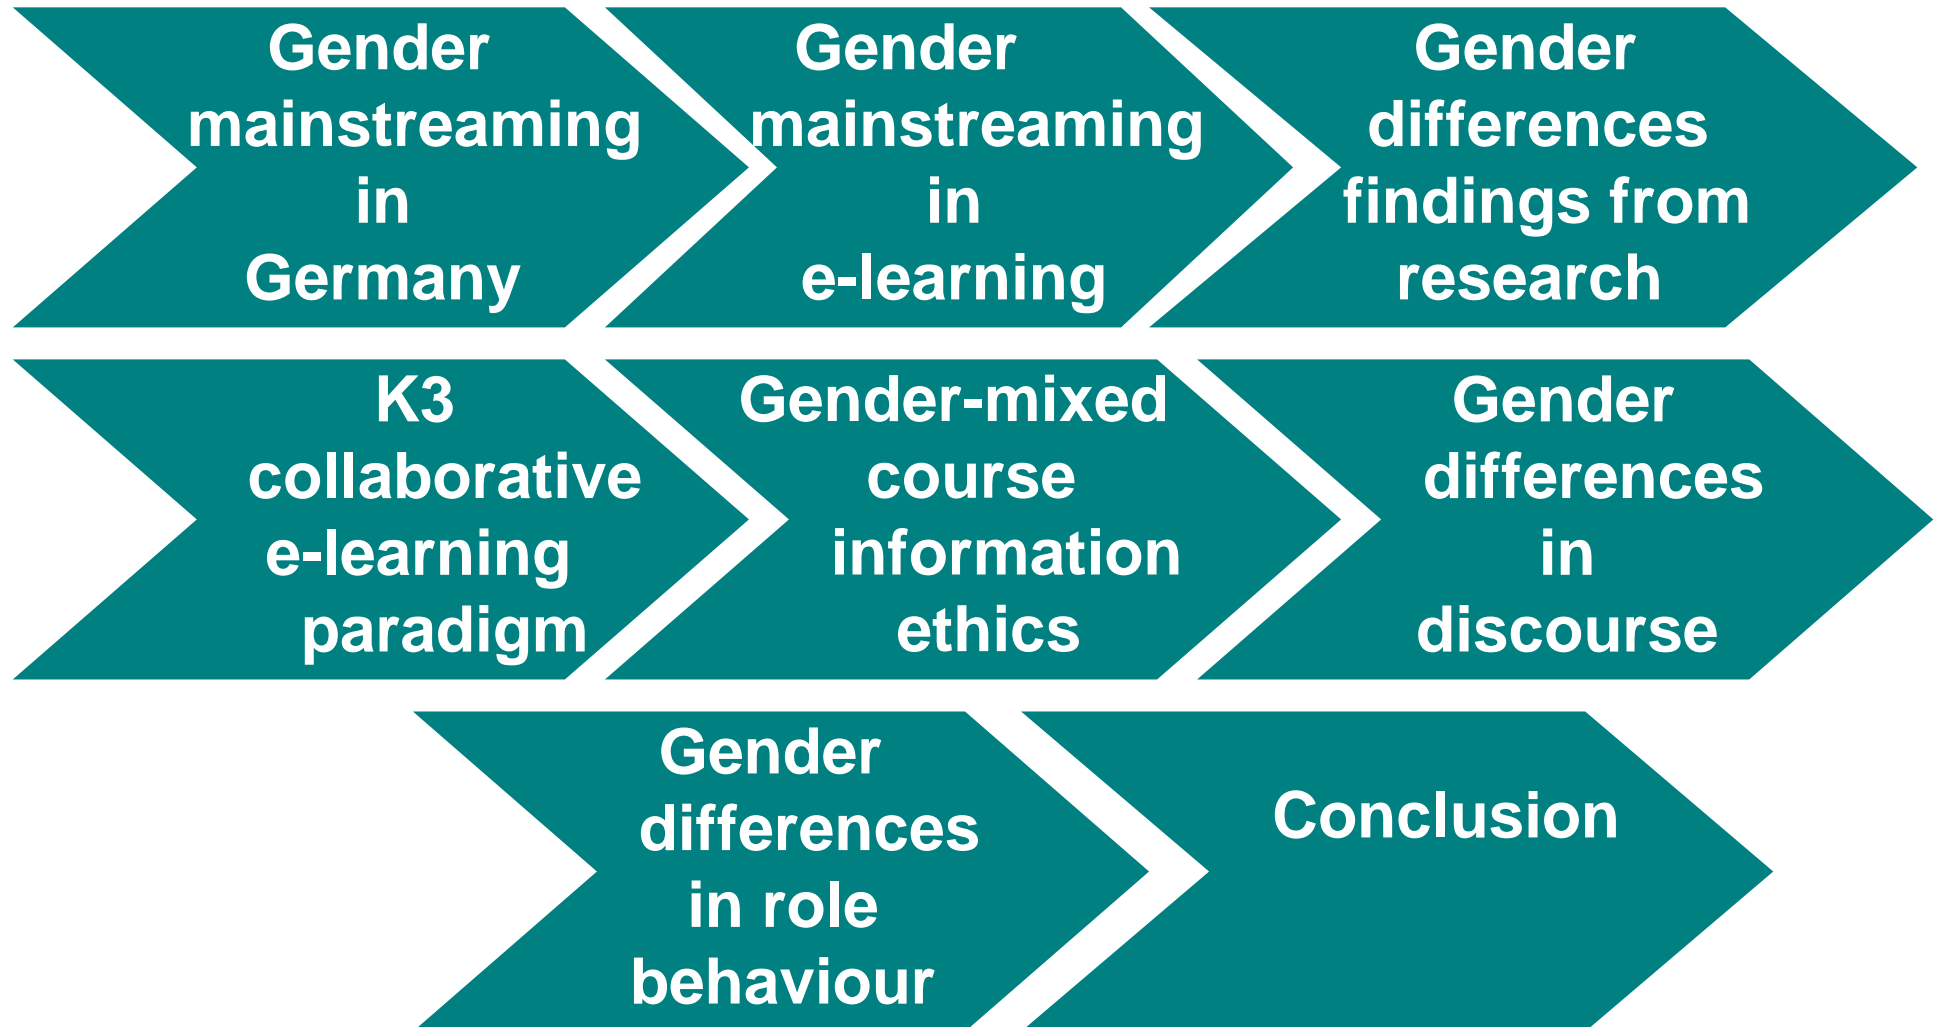 Gender
mainstreaming
in
Germany
Gender
mainstreaming
in
e-learning
Gender
differences
findings from
research
K3
collaborative
e-learning
paradigm
Gender-mixed
course
information
ethics
Gender
differences
in
discourse
Gender
differences
in role
behaviour
Conclusion